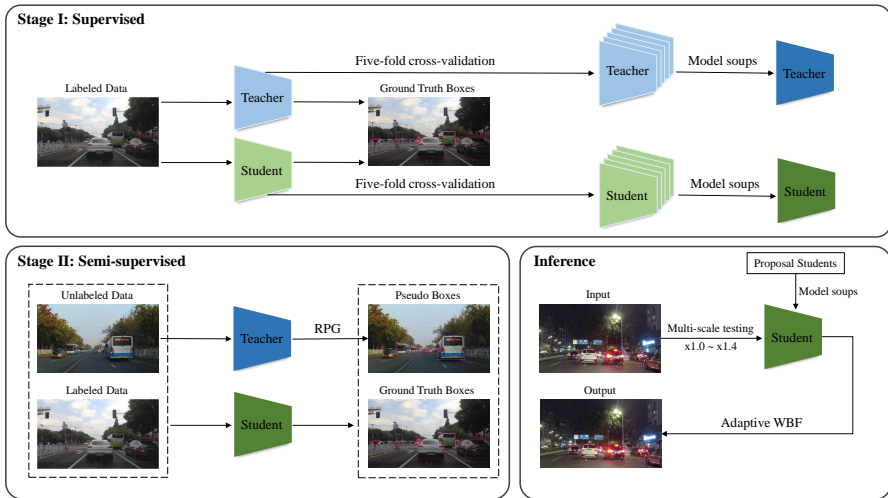 Stage I: Supervised
Five-fold cross-validation
Teacher
Model soups
Teacher
Labeled Data
Teacher
Ground Truth Boxes
Student
Five-fold cross-validation
Student
Model soups
Student
Stage II: Semi-supervised
Unlabeled Data
Pseudo Boxes
Teacher
RPG
Labeled Data
Ground Truth Boxes
Student
Inference
Proposal Students
Model soups
Input
Multi-scale testing
x1.0 ~ x1.4
Student
Output
Adaptive WBF